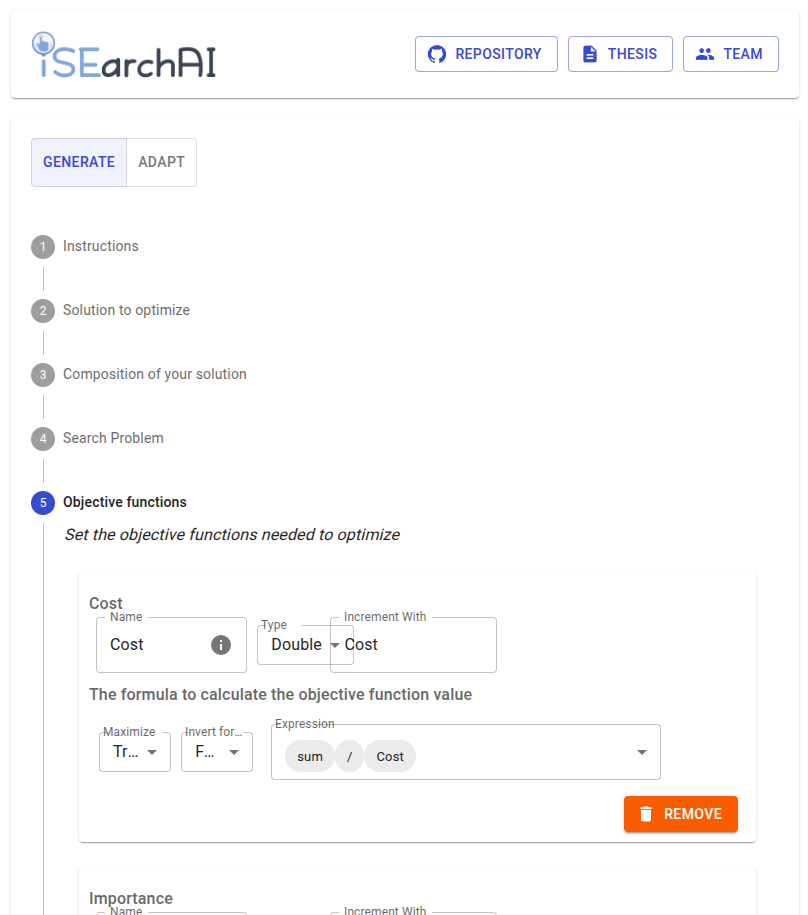 iSEarchAI
REPOSITORY THESIS TEAM
GENERATE ADAPT
1 Instructions
2 Solution to optimize
3 Composition of your solution
4 Search Problem
5 Objective functions
Set the objective functions needed to optimize
Cost
Name Type Increment With
Cost Double Cost
The formula to calculate the objective function value
Maximize Invert for... Expression
Tr... F... sum / Cost
REMOVE
Importance
Name Increment With